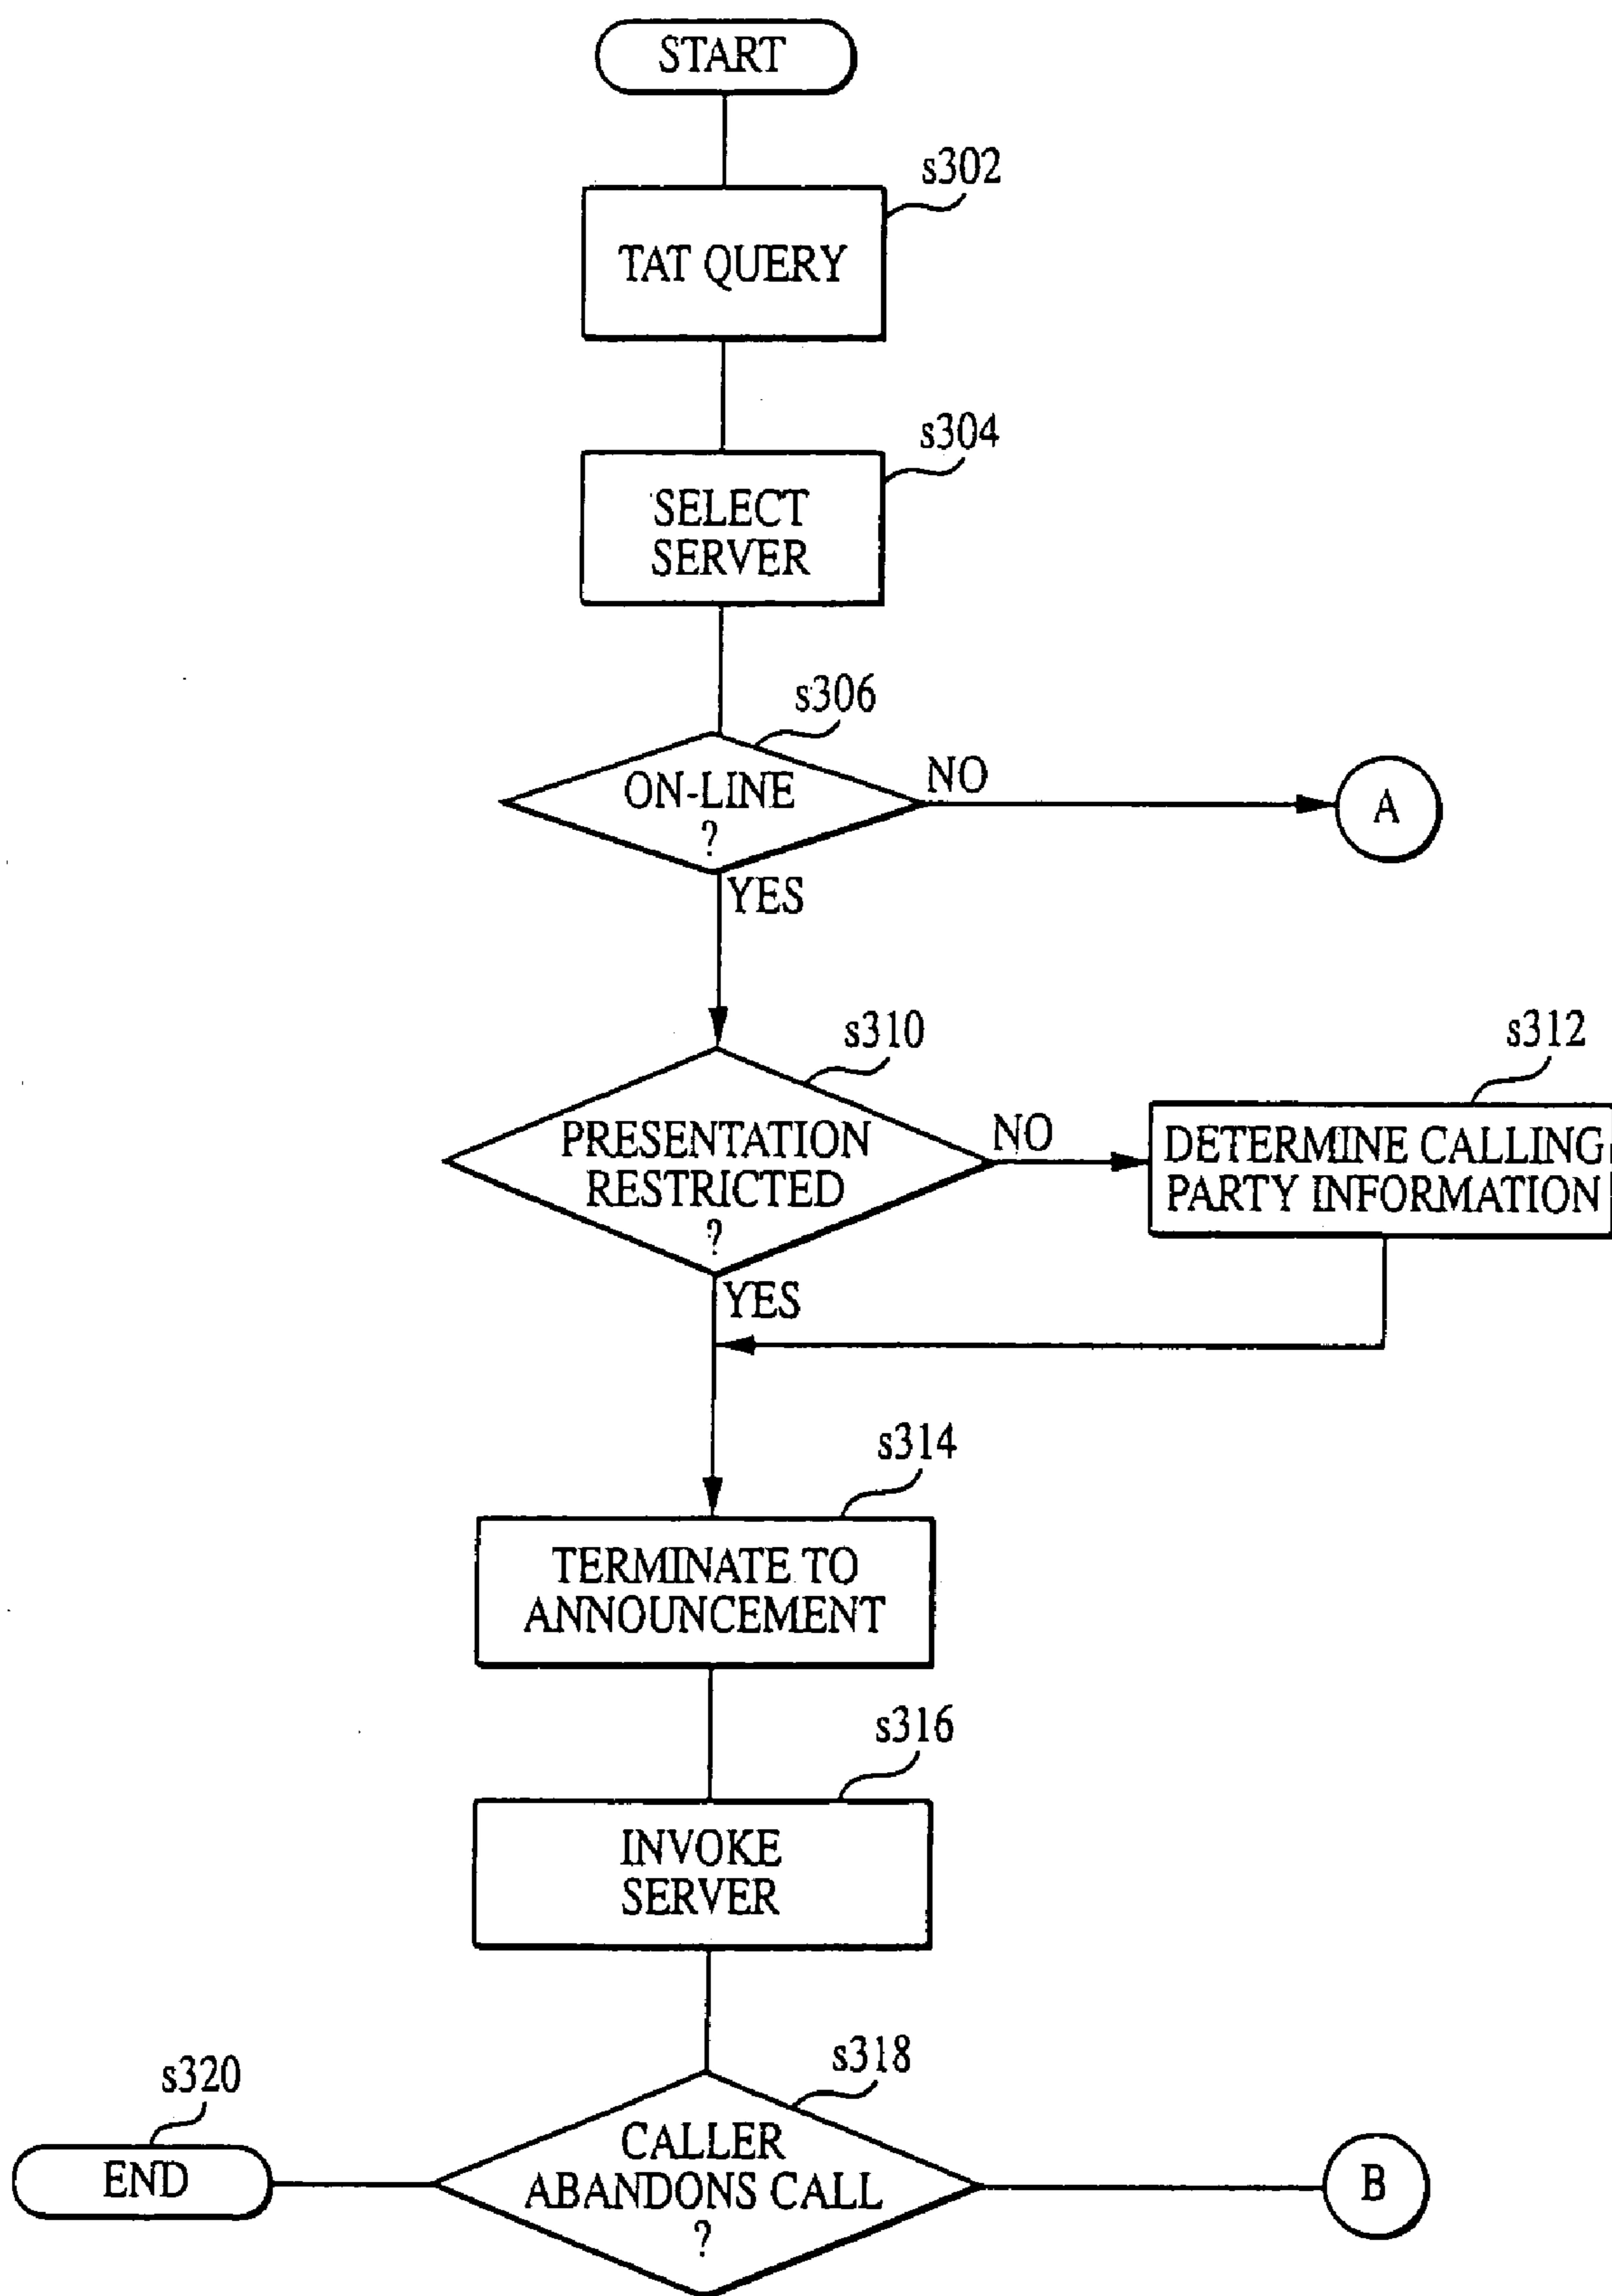 START
s302
TAT QUERY
s304
SELECT
SERVER
s306
ON-LINE
?
NO
A
YES
s310
PRESENTATION
RESTRICTED
?
NO
s312
DETERMINE CALLING
PARTY INFORMATION
YES
s314
TERMINATE TO
ANNOUNCEMENT
s316
INVOKE
SERVER
s318
CALLER
ABANDONS CALL
?
s320
END
B